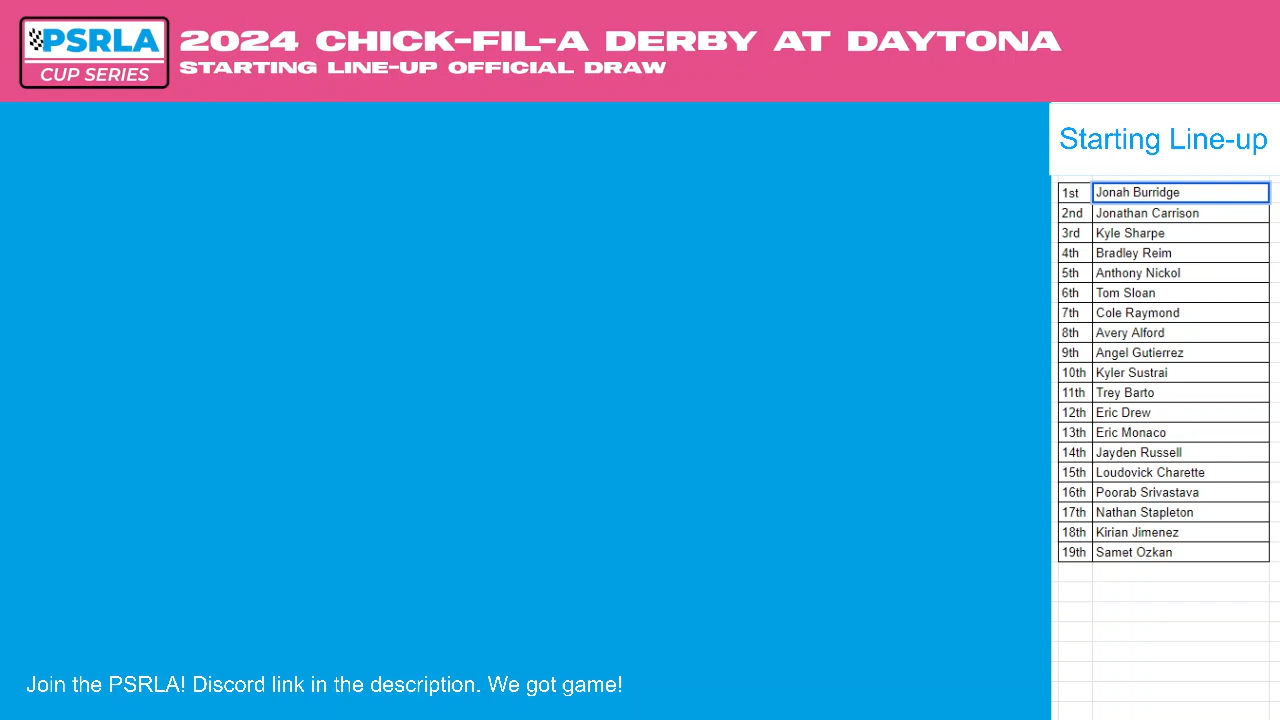 PSRLA
CUP SERIES
2024 CHICK-FIL-A DERBY AT DAYTONA
STARTING LINE-UP OFFICIAL DRAW
Starting Line-up
1st Jonah Burridge
2nd Jonathan Carrison
3rd Kyle Sharpe
4th Bradley Reim
5th Anthony Nickol
6th Tom Sloan
7th Cole Raymond
8th Avery Alford
9th Angel Gutierrez
10th Kyler Sustrai
11th Trey Barto
12th Eric Drew
13th Eric Monaco
14th Jayden Russell
15th Loudovick Charette
16th Poorab Srivastava
17th Nathan Stapleton
18th Kirian Jimenez
19th Samet Ozkan
Join the PSRLA! Discord link in the description. We got game!